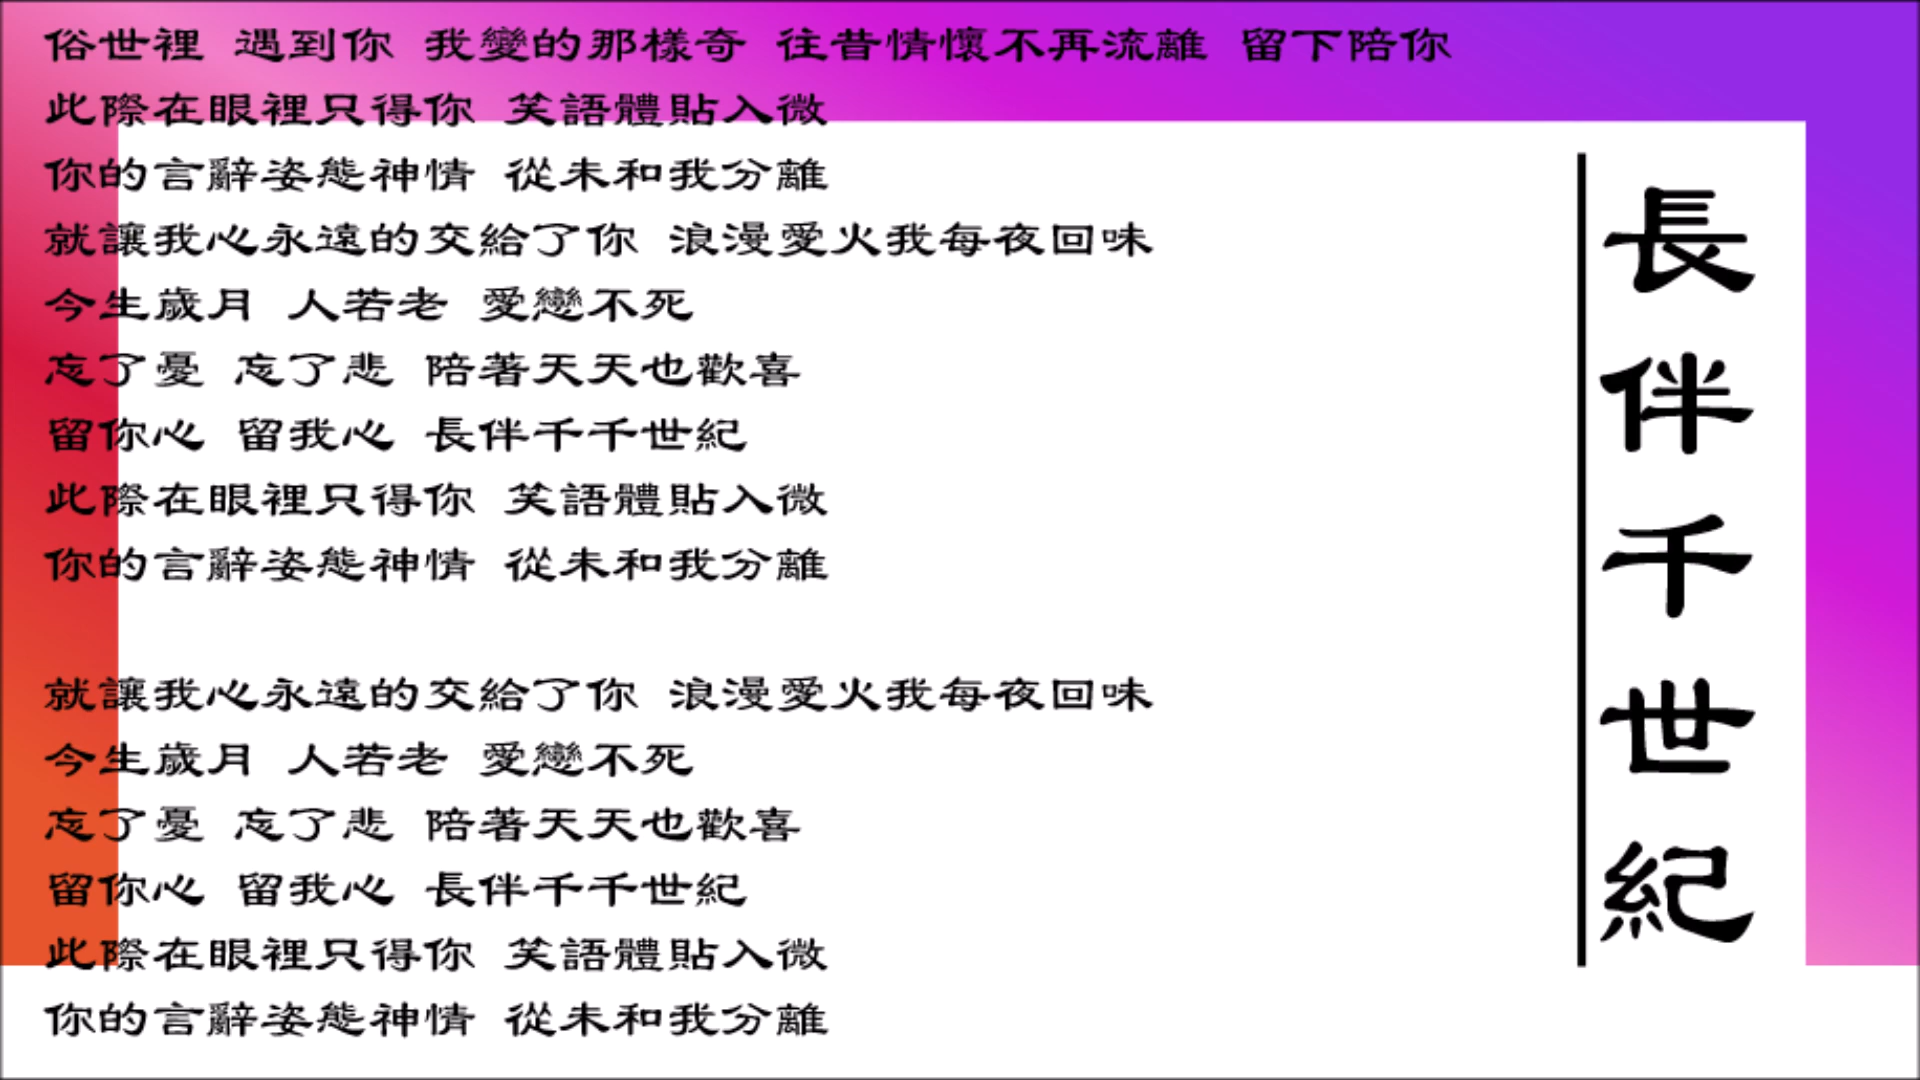 俗世裡 遇到你 我變的那樣奇 往昔情懷不再流離 留下陪你
此際在眼裡只得你 笑語體貼入微
你的言辭姿態神情 從未和我分離
就讓我心永遠的交給了你 浪漫愛火我每夜回味
今生歲月 人若老 愛戀不死
忘了憂 忘了悲 陪著天天也歡喜
留你心 留我心 長伴千千世紀
此際在眼裡只得你 笑語體貼入微
你的言辭姿態神情 從未和我分離
就讓我心永遠的交給了你 浪漫愛火我每夜回味
今生歲月 人若老 愛戀不死
忘了憂 忘了悲 陪著天天也歡喜
留你心 留我心 長伴千千世紀
此際在眼裡只得你 笑語體貼入微
你的言辭姿態神情 從未和我分離
長伴千世紀